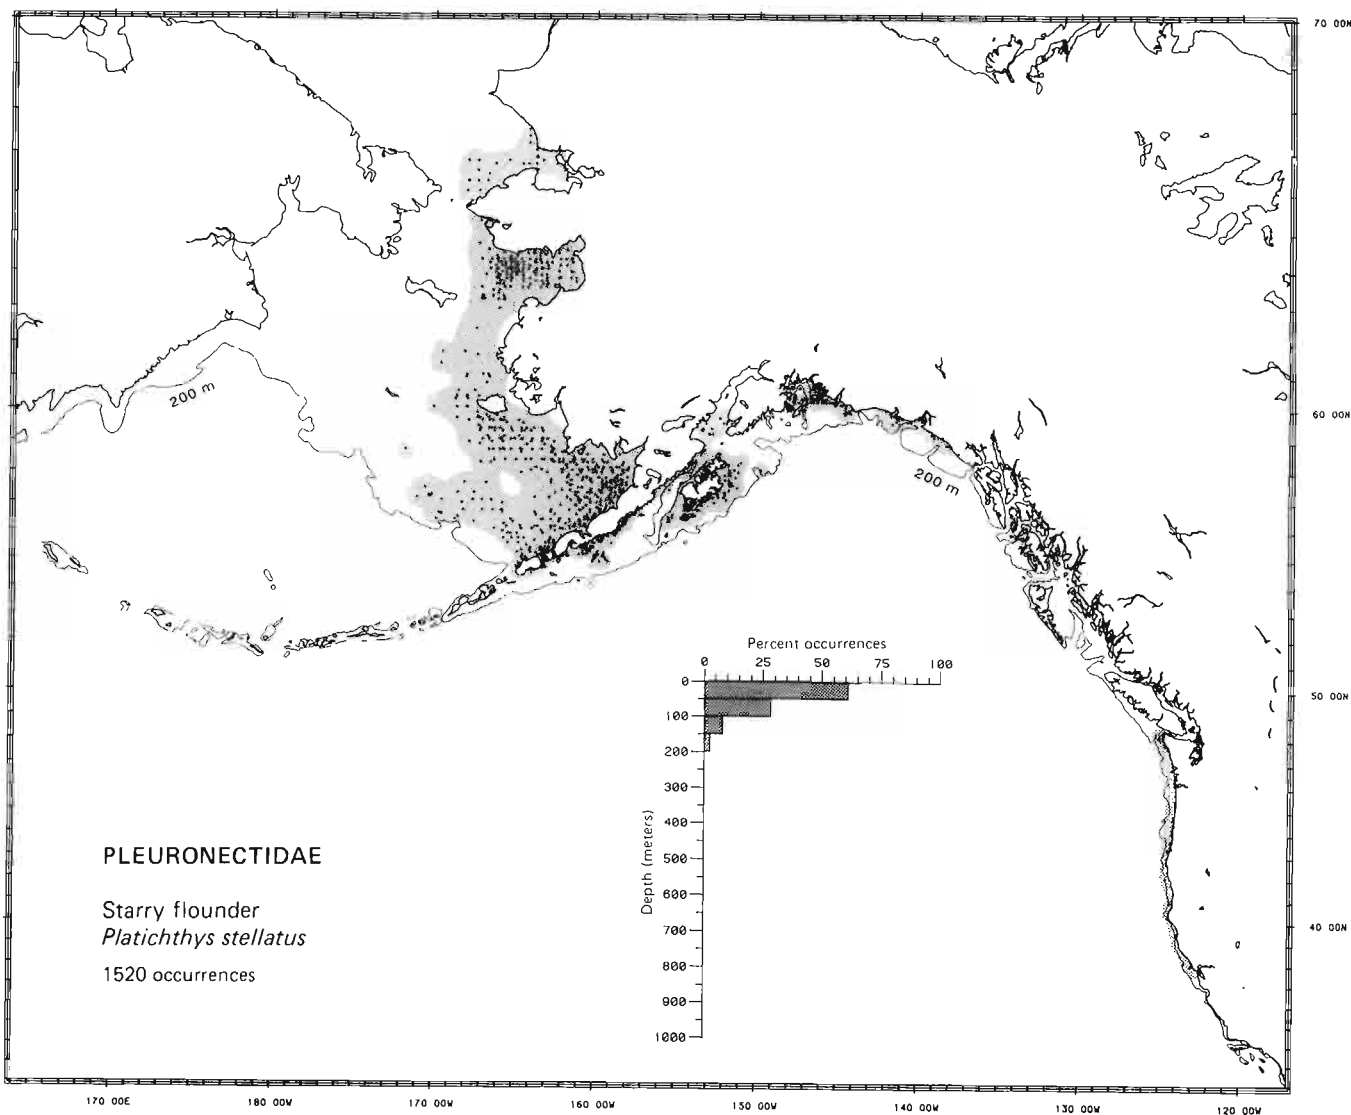 70 00N
200 m
60 00N
200 m
Percent occurrences
0 25 50 75 100
0
100
200
300
400
500
600
700
800
900
1000
Depth (meters)
50 00N
40 00N
PLEURONECTIDAE
Starry flounder
Platichthys stellatus
1520 occurrences
170 00E 180 00W 170 00W 160 00W 150 00W 140 00W 130 00W 120 00W